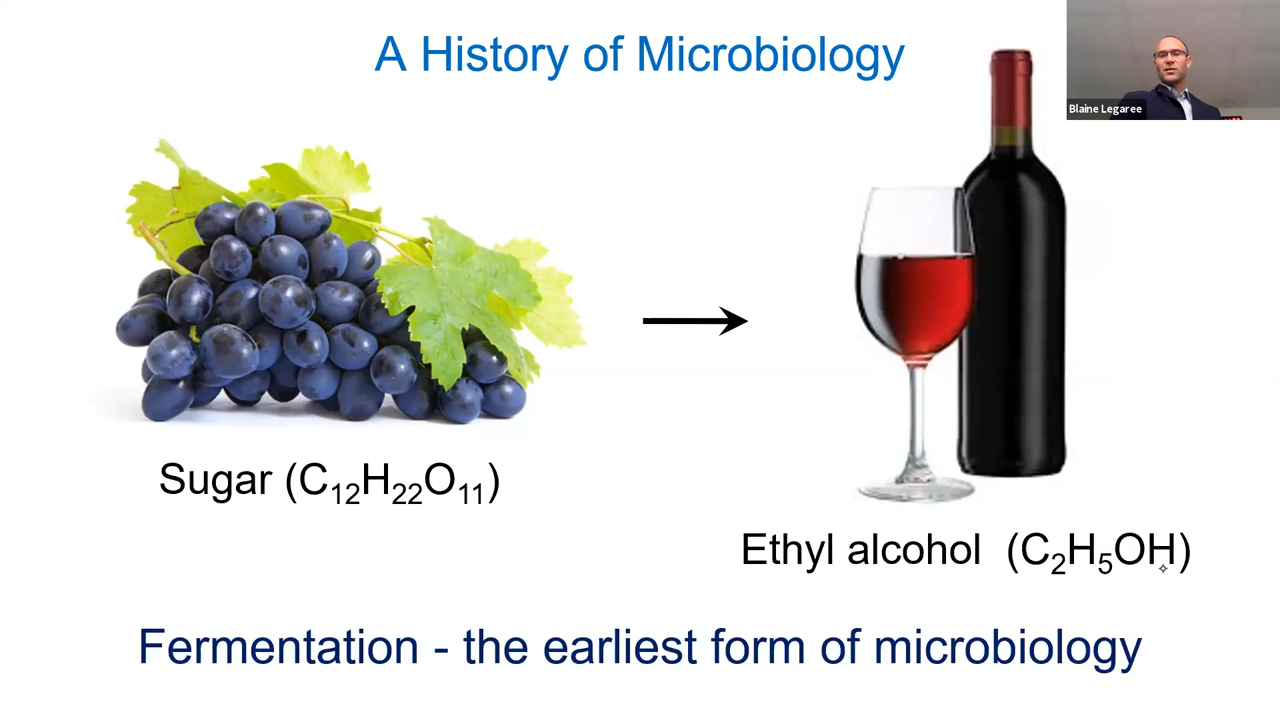 A History of Microbiology
Blaine Legaree
Sugar (C₁₂H₂₂O₁₁)
Ethyl alcohol (C₂H₅OH)
Fermentation - the earliest form of microbiology